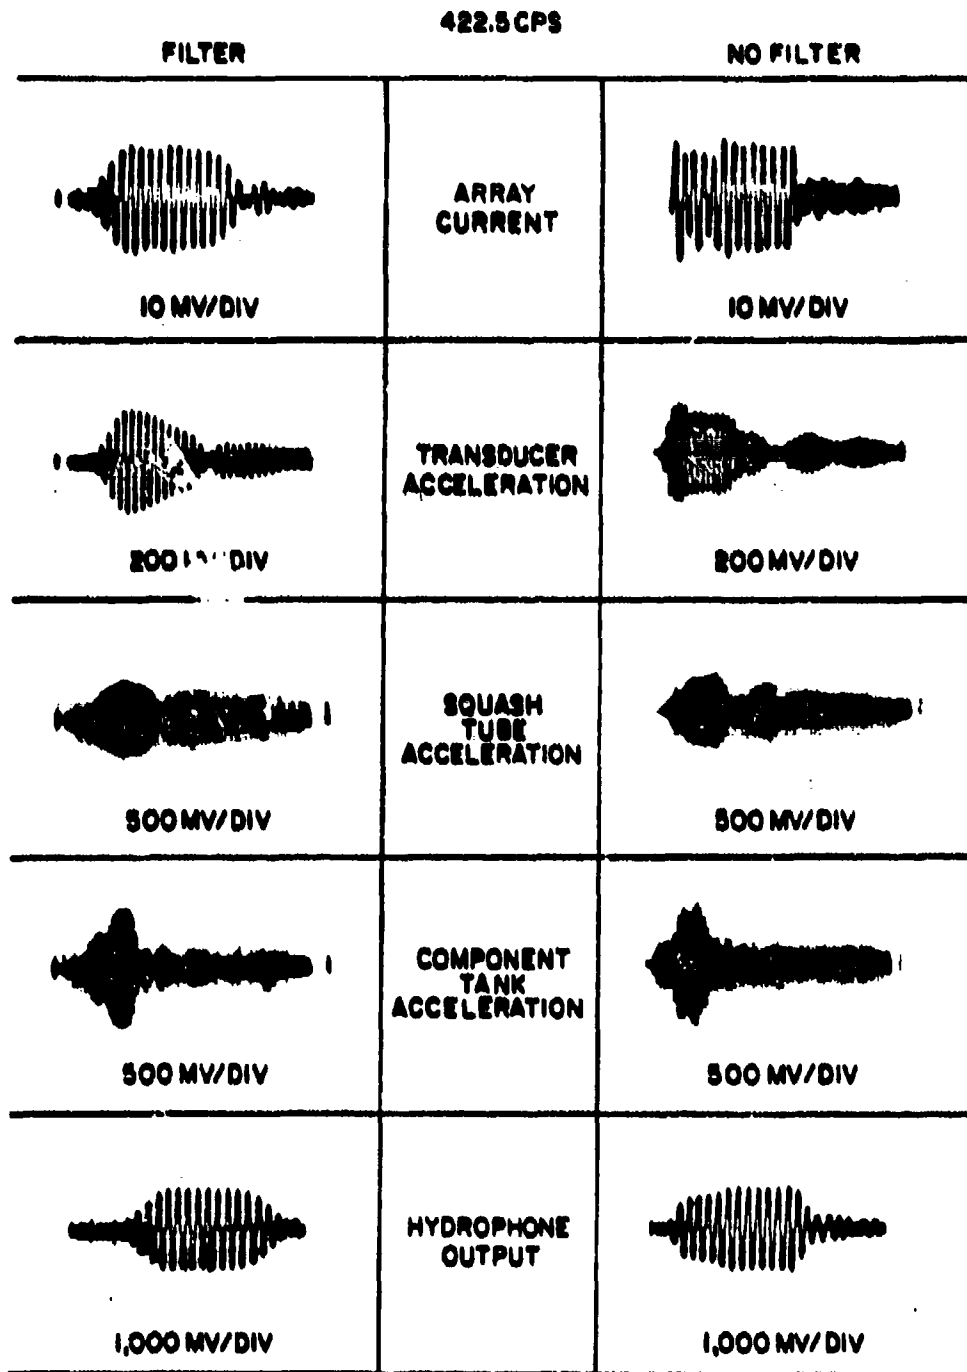 422.5 CPS
FILTER
NO FILTER
ARRAY
CURRENT
10 MV/DIV
10 MV/DIV
TRANSDUCER
ACCELERATION
200 DIV
200 MV/DIV
SQUASH
TUBE
ACCELERATION
500 MV/DIV
500 MV/DIV
COMPONENT
TANK
ACCELERATION
500 MV/DIV
500 MV/DIV
HYDROPHONE
OUTPUT
1,000 MV/DIV
1,000 MV/DIV